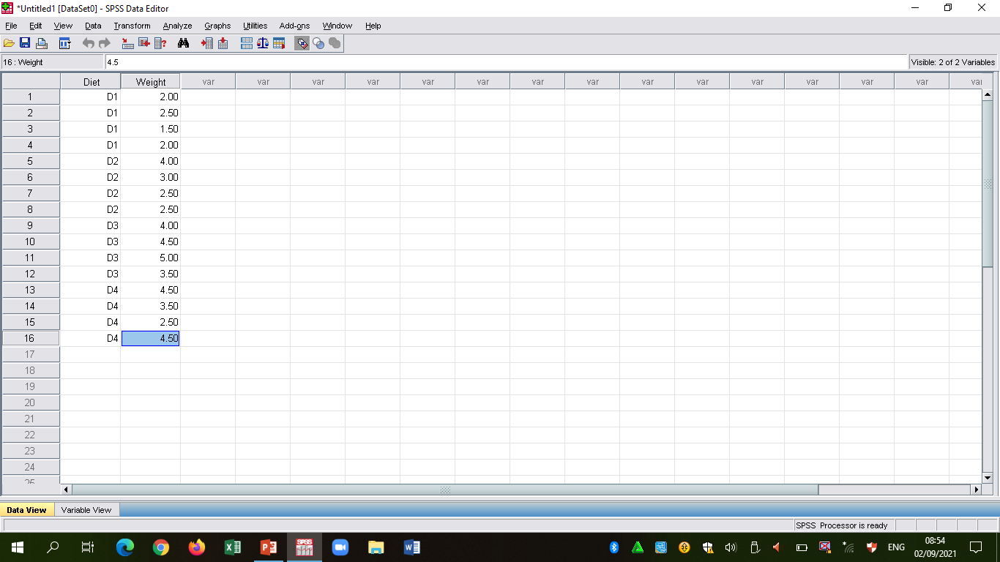 *Untitled1 [DataSet0] - SPSS Data Editor
File Edit View Data Transform Analyze Graphs Utilities Add-ons Window Help
16 : Weight 4.5 Visible: 2 of 2 Variables
Diet Weight var var var var var var var var var var var var var var var
1 D1 2.00
2 D1 2.50
3 D1 1.50
4 D1 2.00
5 D2 4.00
6 D2 3.00
7 D2 2.50
8 D2 2.50
9 D3 4.00
10 D3 4.50
11 D3 5.00
12 D3 3.50
13 D4 4.50
14 D4 3.50
15 D4 2.50
16 D4 4.50
17
18
19
20
21
22
23
24
Data View Variable View
SPSS Processor is ready
SPSS ENG 08:54
02/09/2021